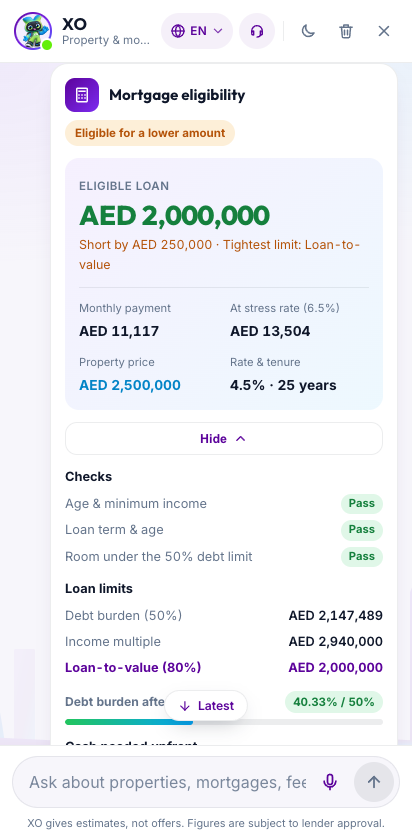 XO
Property & mo...
EN
Mortgage eligibility
Eligible for a lower amount
ELIGIBLE LOAN
AED 2,000,000
Short by AED 250,000 · Tightest limit: Loan-to-
value
Monthly payment
At stress rate (6.5%)
AED 11,117
AED 13,504
Property price
Rate & tenure
AED 2,500,000
4.5% · 25 years
Hide
Checks
Age & minimum income
Pass
Loan term & age
Pass
Room under the 50% debt limit
Pass
Loan limits
Debt burden (50%)
AED 2,147,489
Income multiple
AED 2,940,000
Loan-to-value (80%)
AED 2,000,000
Debt burden afte
Latest
40.33% / 50%
Ask about properties, mortgages, fee
XO gives estimates, not offers. Figures are subject to lender approval.